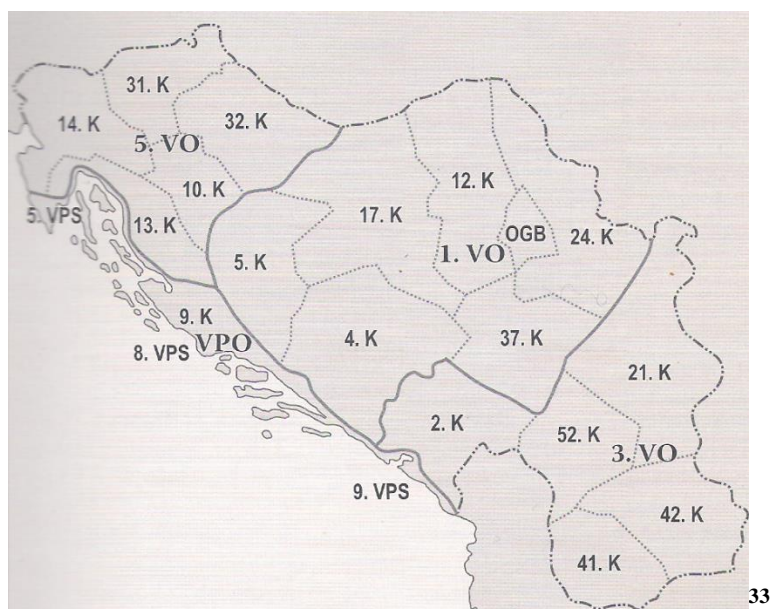 31. K
14. K
32. K
5. VO
10. K
12. K
17. K
5. VPS
13. K
OGB
24. K
1. VO
5. K
9. K
8. VPS
VPO
4. K
37. K
21. K
2. K
52. K
3. VO
9. VPS
42. K
41. K
33